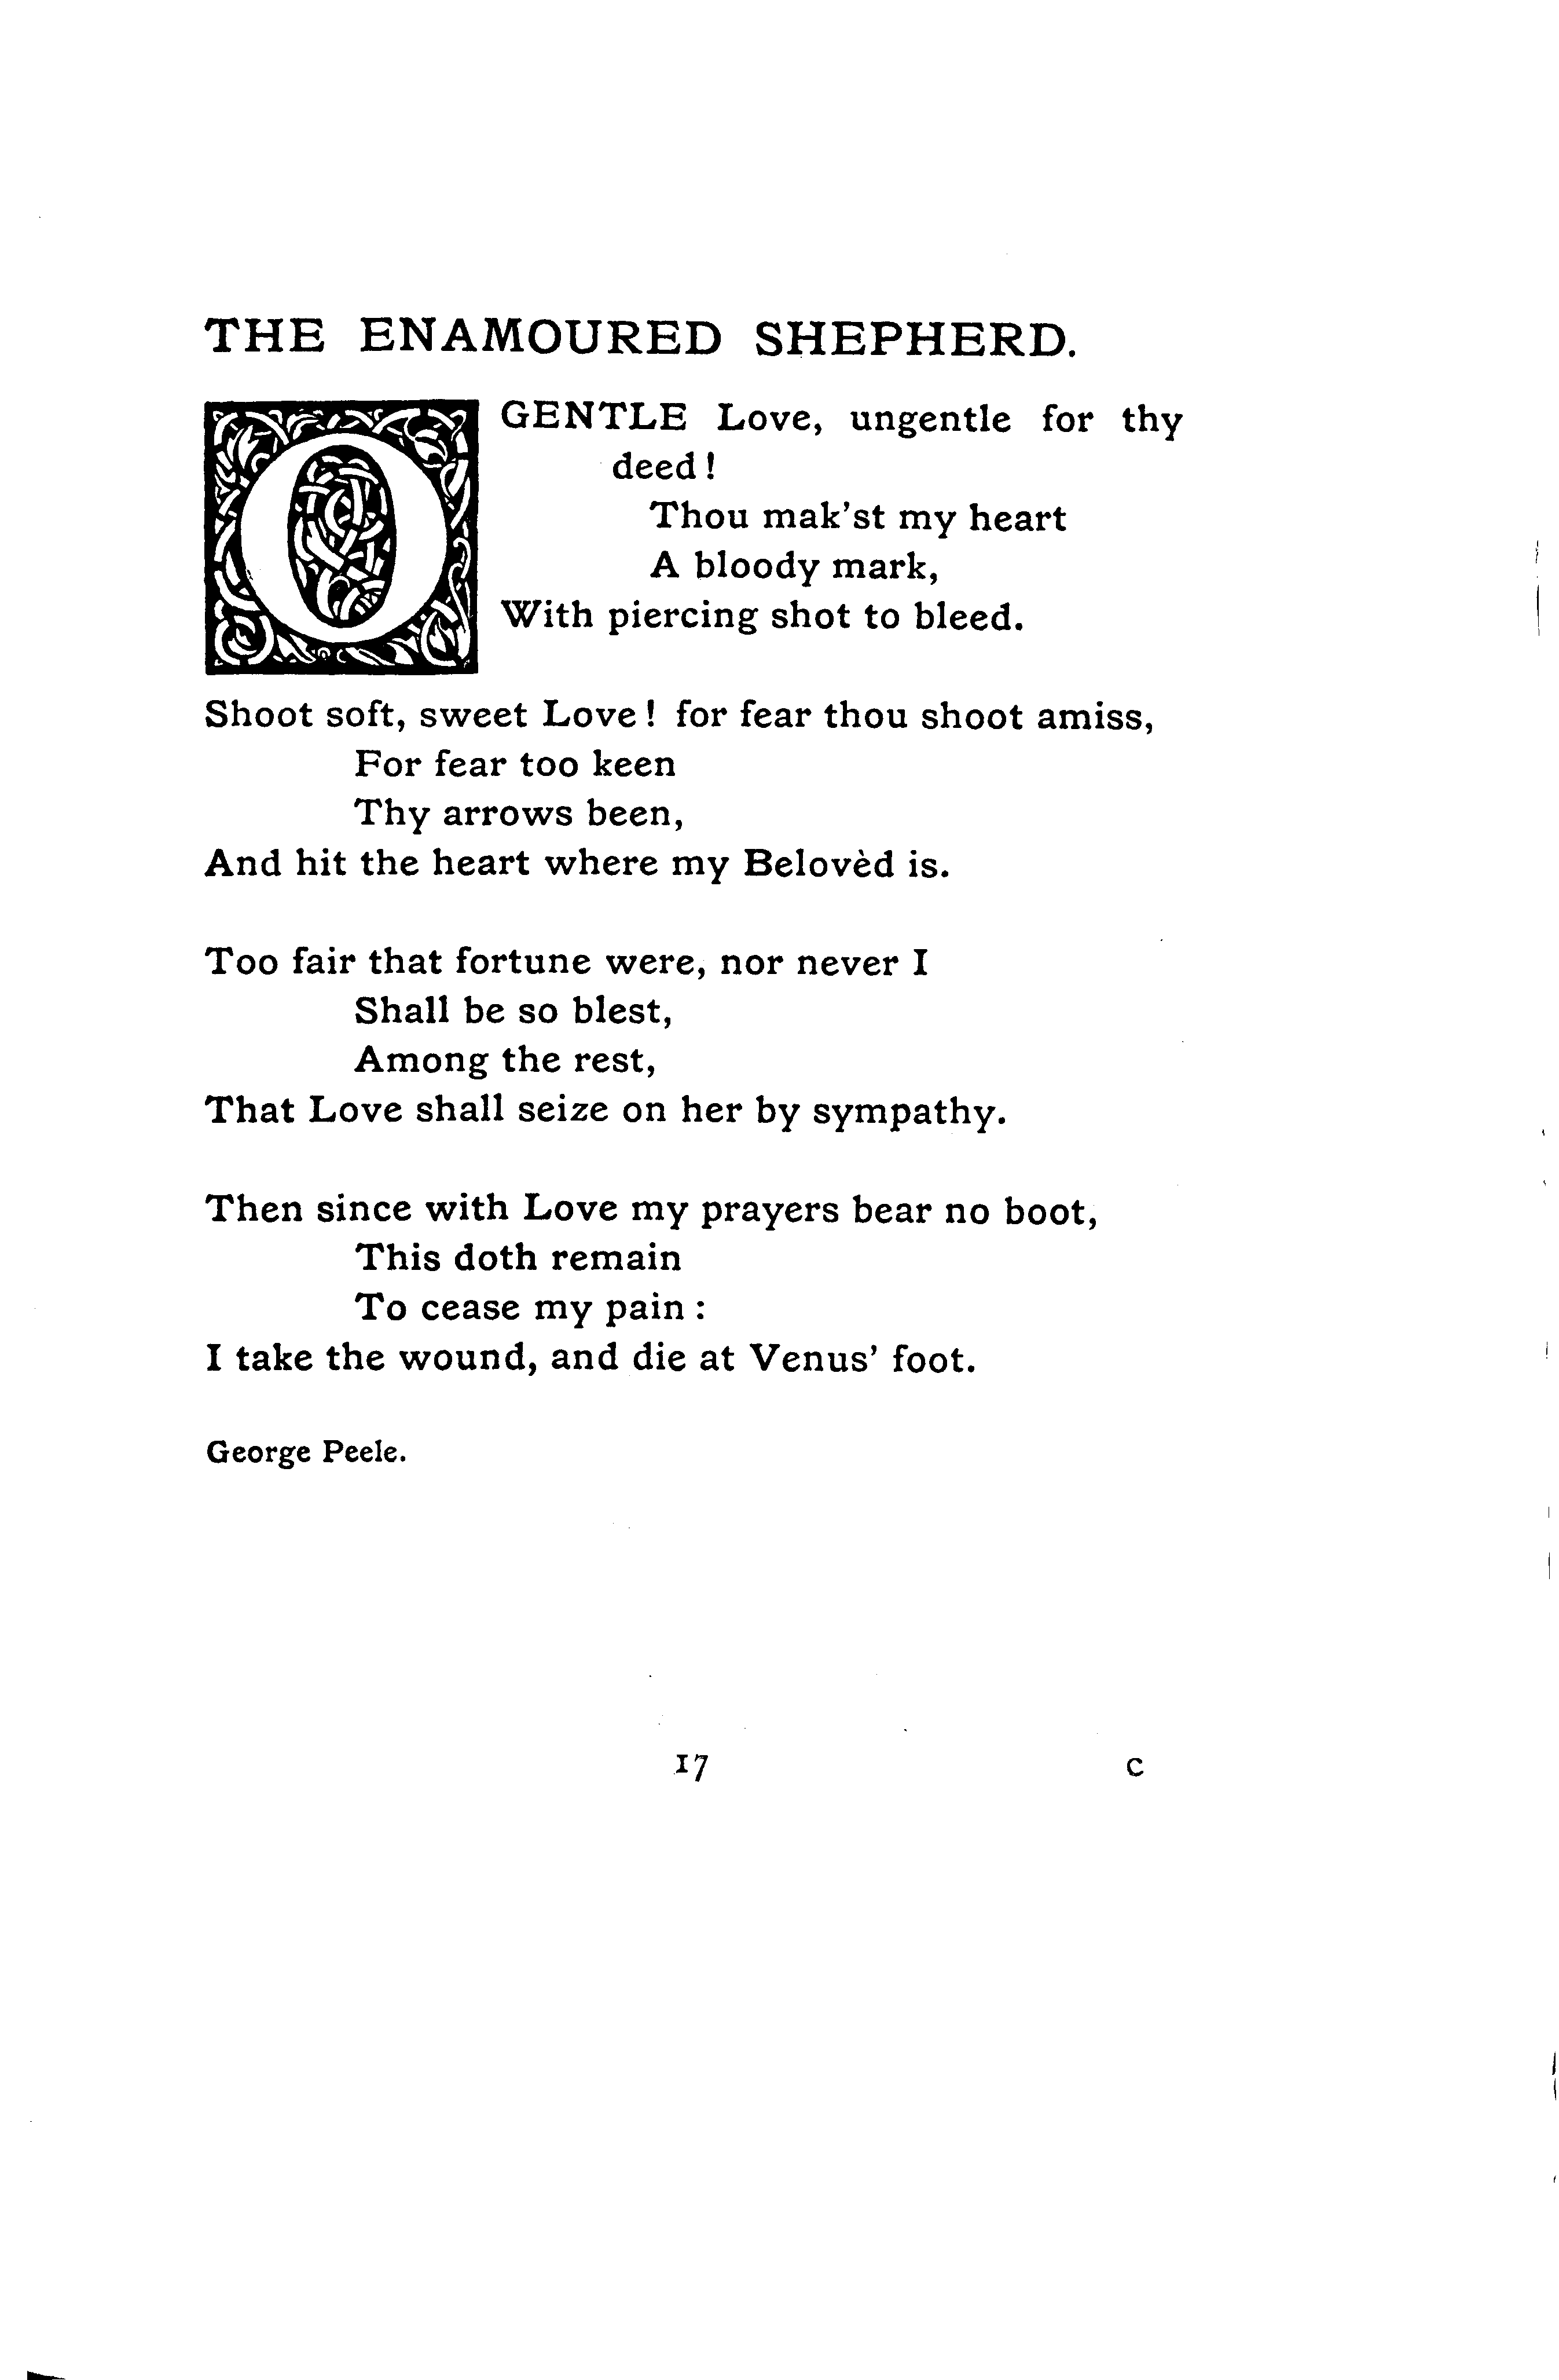 THE ENAMOURED SHEPHERD.
O GENTLE Love, ungentle for thy
deed !
Thou mak'st my heart
A bloody mark,
With piercing shot to bleed.
Shoot soft, sweet Love ! for fear thou shoot amiss,
For fear too keen
Thy arrows been,
And hit the heart where my Belovèd is.
Too fair that fortune were, nor never I
Shall be so blest,
Among the rest,
That Love shall seize on her by sympathy.
Then since with Love my prayers bear no boot,
This doth remain
To cease my pain :
I take the wound, and die at Venus' foot.
George Peele.
17 C